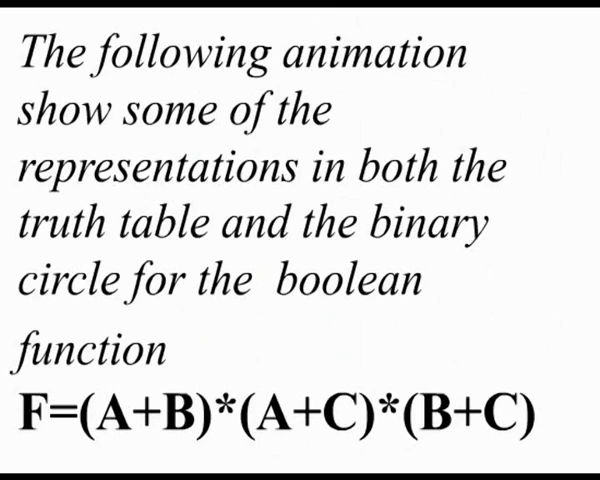 The following animation
show some of the
representations in both the
truth table and the binary
circle for the boolean
function
F=(A+B)*(A+C)*(B+C)